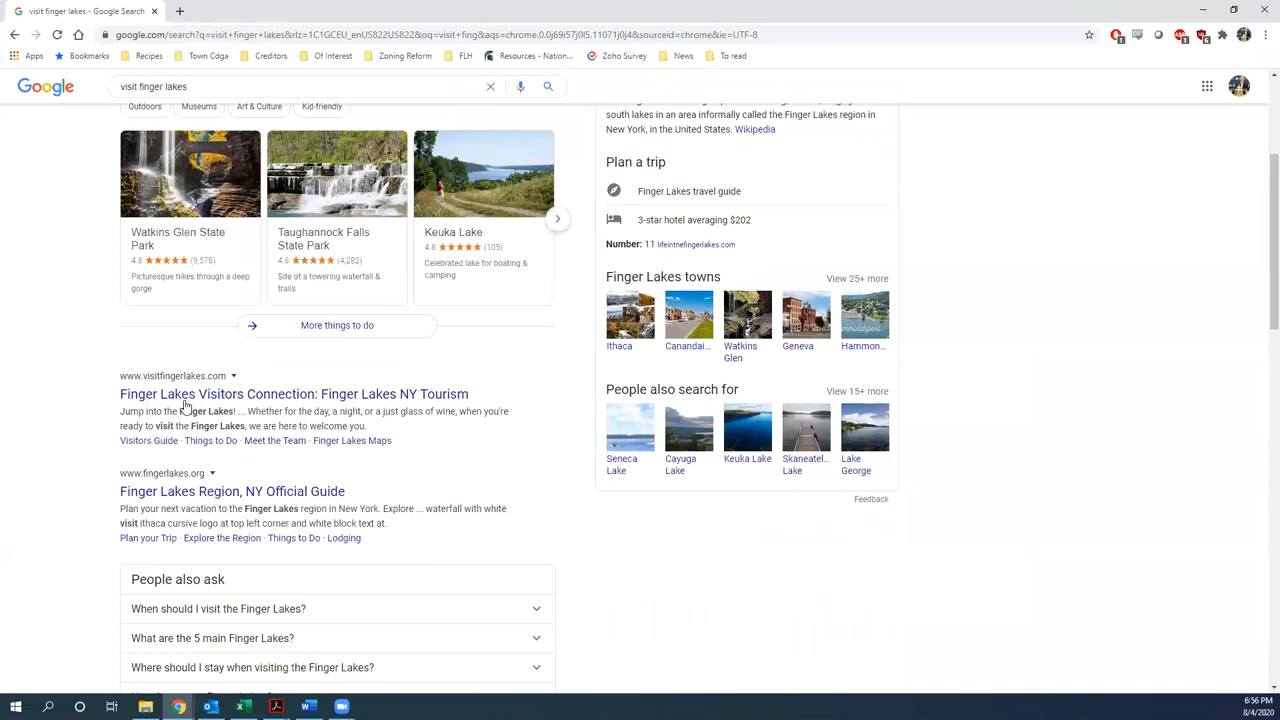 visit finger lakes - Google Search
google.com/search?q=visit+finger+lakes&rlz=1C1GCEU_enUS822US822&oq=visit+fing&aqs=chrome.0.0j69i57j0l5.11071j0j4&sourceid=chrome&ie=UTF-8
Apps
Bookmarks
Recipes
Town Cdga
Creditors
Of Interest
Zoning Reform
FLH
Resources - Nation...
Zoho Survey
News
To read
Google
visit finger lakes
Outdoors
Museums
Art & Culture
Kid-friendly
Watkins Glen State
Park
4.8 (9,576)
Picturesque hikes through a deep
gorge
Taughannock Falls
State Park
4.8 (4,282)
Site of a towering waterfall &
trails
Keuka Lake
4.8 (105)
Celebrated lake for boating &
camping
More things to do
www.visitfingerlakes.com
Finger Lakes Visitors Connection: Finger Lakes NY Tourism
Jump into the Finger Lakes! ... Whether for the day, a night, or a just glass of wine, when you're
ready to visit the Finger Lakes, we are here to welcome you.
Visitors Guide · Things to Do · Meet the Team · Finger Lakes Maps
www.fingerlakes.org
Finger Lakes Region, NY Official Guide
Plan your next vacation to the Finger Lakes region in New York. Explore ... waterfall with white
visit ithaca cursive logo at top left corner and white block text at.
Plan your Trip · Explore the Region · Things to Do · Lodging
People also ask
When should I visit the Finger Lakes?
What are the 5 main Finger Lakes?
Where should I stay when visiting the Finger Lakes?
south lakes in an area informally called the Finger Lakes region in
New York, in the United States. Wikipedia
Plan a trip
Finger Lakes travel guide
3-star hotel averaging $202
Number: 11 lifeinthefingerlakes.com
Finger Lakes towns
View 25+ more
Ithaca
Canandai...
Watkins
Glen
Geneva
Hammon...
People also search for
View 15+ more
Seneca
Lake
Cayuga
Lake
Keuka Lake
Skaneatel...
Lake
Lake
George
Feedback
6:56 PM
8/4/2020